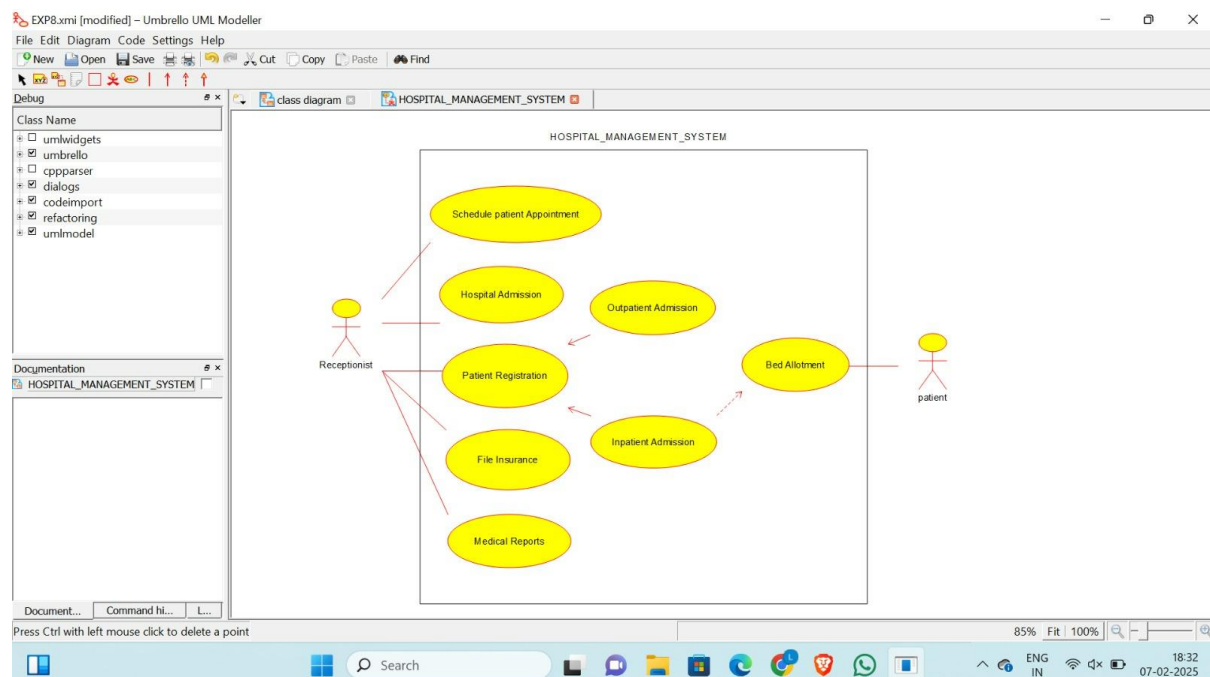 EXP8.xmi [modified] – Umbrello UML Modeller
File Edit Diagram Code Settings Help
New Open Save Cut Copy Paste Find
Debug
class diagram HOSPITAL_MANAGEMENT_SYSTEM
Class Name
umlwidgets
umbrello
cppparser
dialogs
codeimport
refactoring
umlmodel
HOSPITAL_MANAGEMENT_SYSTEM
Schedule patient Appointment
Hospital Admission
Outpatient Admission
Receptionist
Patient Registration
Bed Allotment
patient
Inpatient Admission
File Insurance
Medical Reports
Documentation
HOSPITAL_MANAGEMENT_SYSTEM
Document... Command hi... L...
Press Ctrl with left mouse click to delete a point
85% Fit 100%
Search
ENG
IN
18:32
07-02-2025